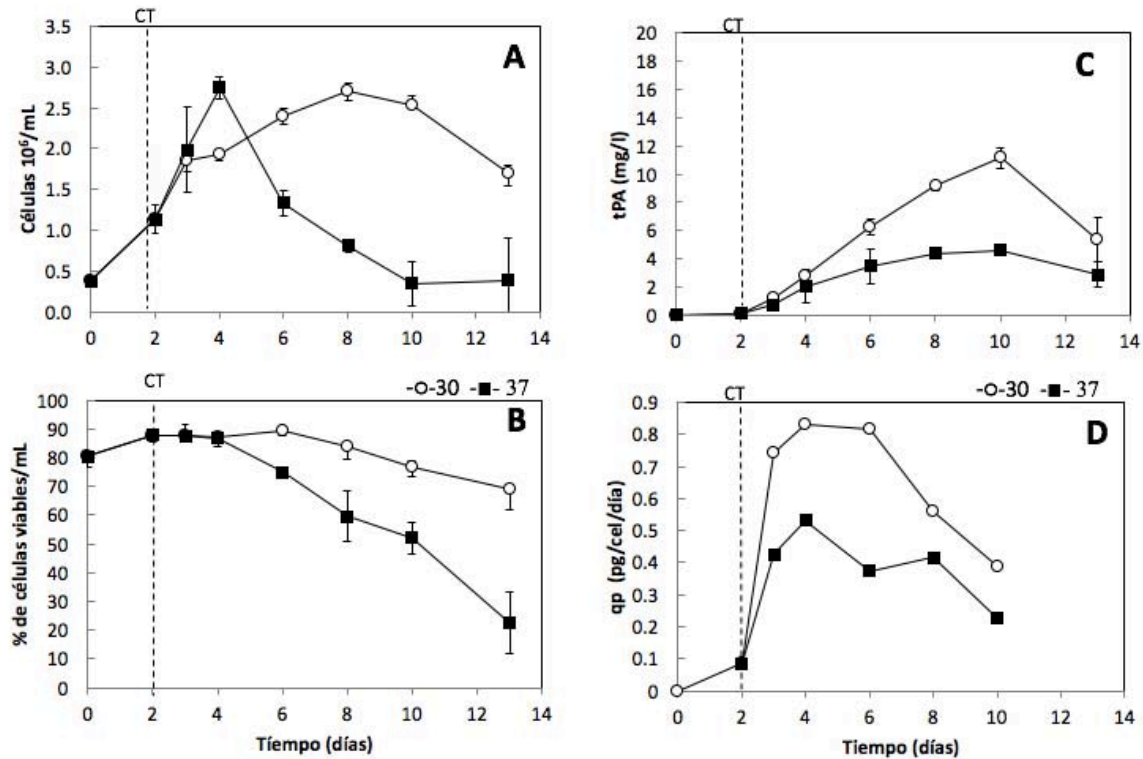 CT
A
3.5
3.0
2.5
2.0
1.5
1.0
0.5
0.0
Células 10⁶/mL
0 2 4 6 8 10 12 14
CT
C
20
18
16
14
12
10
8
6
4
2
0
tPA (mg/l)
0 2 4 6 8 10 12 14
CT
-○-30 -■- 37
B
100
90
80
70
60
50
40
30
20
10
0
% de células viables/mL
0 2 4 6 8 10 12 14
Tiempo (días)
CT
-○-30 -■- 37
D
0.9
0.8
0.7
0.6
0.5
0.4
0.3
0.2
0.1
0
qp (pg/cel/día)
0 2 4 6 8 10 12 14
Tiempo (días)